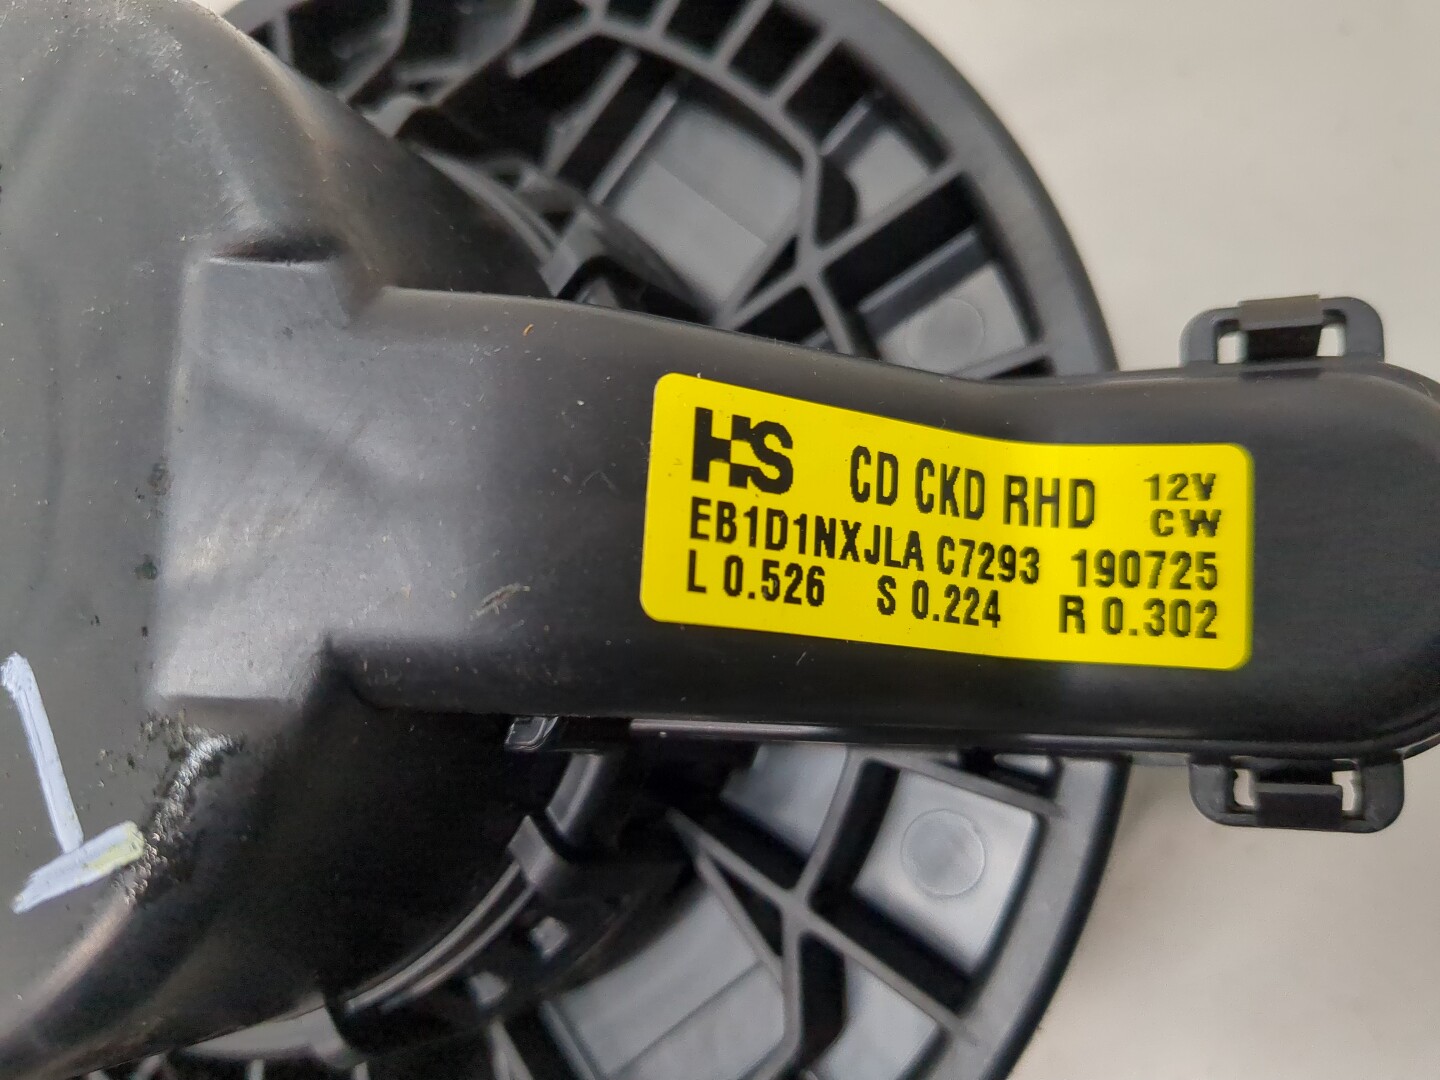 HS CD CKD RHD 12V
CW
EB1D1NXJLA C7293 190725
L 0.526 S 0.224 R 0.302